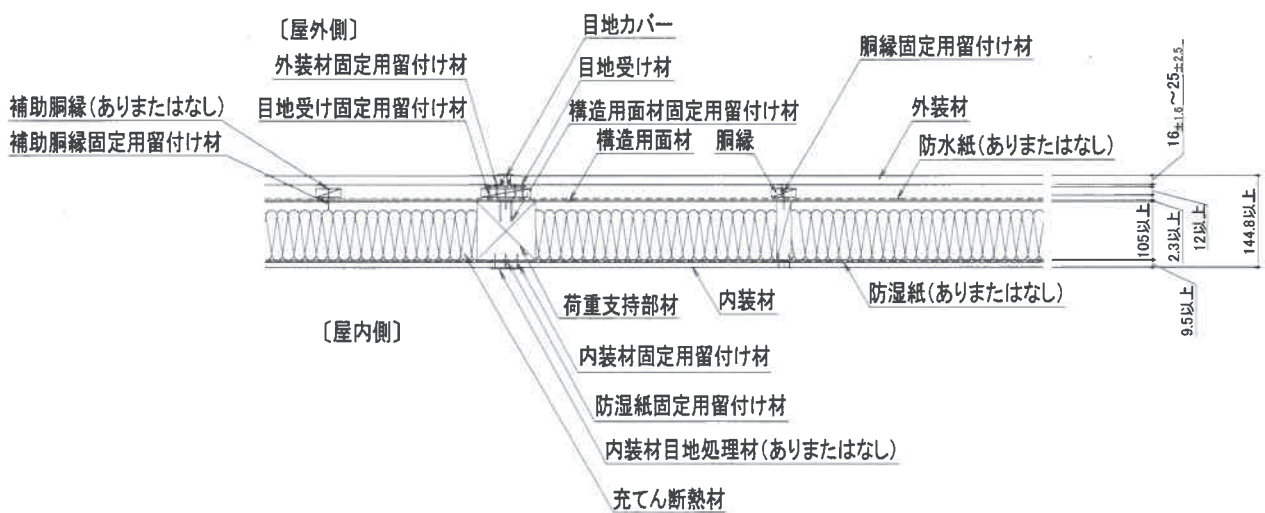 〔屋外側〕
目地カバー
外装材固定用留付け材
目地受け材
胴縁固定用留付け材
補助胴縁(ありまたはなし)
目地受け固定用留付け材
構造用面材固定用留付け材
外装材
補助胴縁固定用留付け材
構造用面材
胴縁
防水紙(ありまたはなし)
16±1.6～25±2.5
105以上
2.3以上
12以上
144.8以上
9.5以上
荷重支持部材
内装材
防湿紙(ありまたはなし)
〔屋内側〕
内装材固定用留付け材
防湿紙固定用留付け材
内装材目地処理材(ありまたはなし)
充てん断熱材